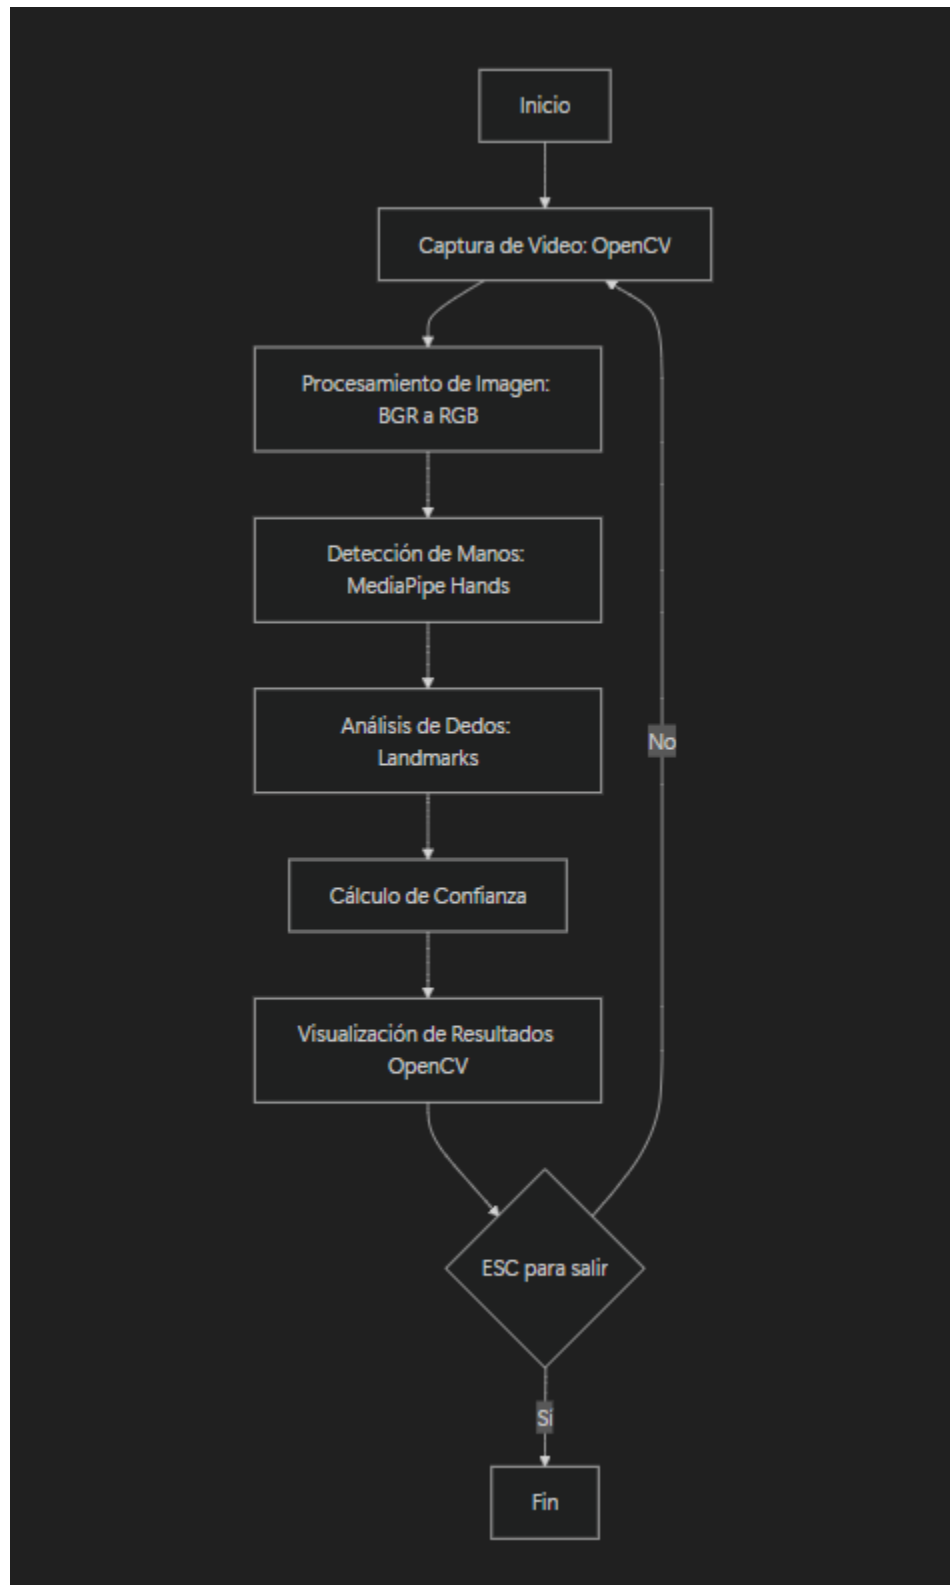 Inicio
Captura de Video: OpenCV
Procesamiento de Imagen:
BGR a RGB
Detección de Manos:
MediaPipe Hands
Análisis de Dedos:
Landmarks
No
Cálculo de Confianza
Visualización de Resultados
OpenCV
ESC para salir
Si
Fin